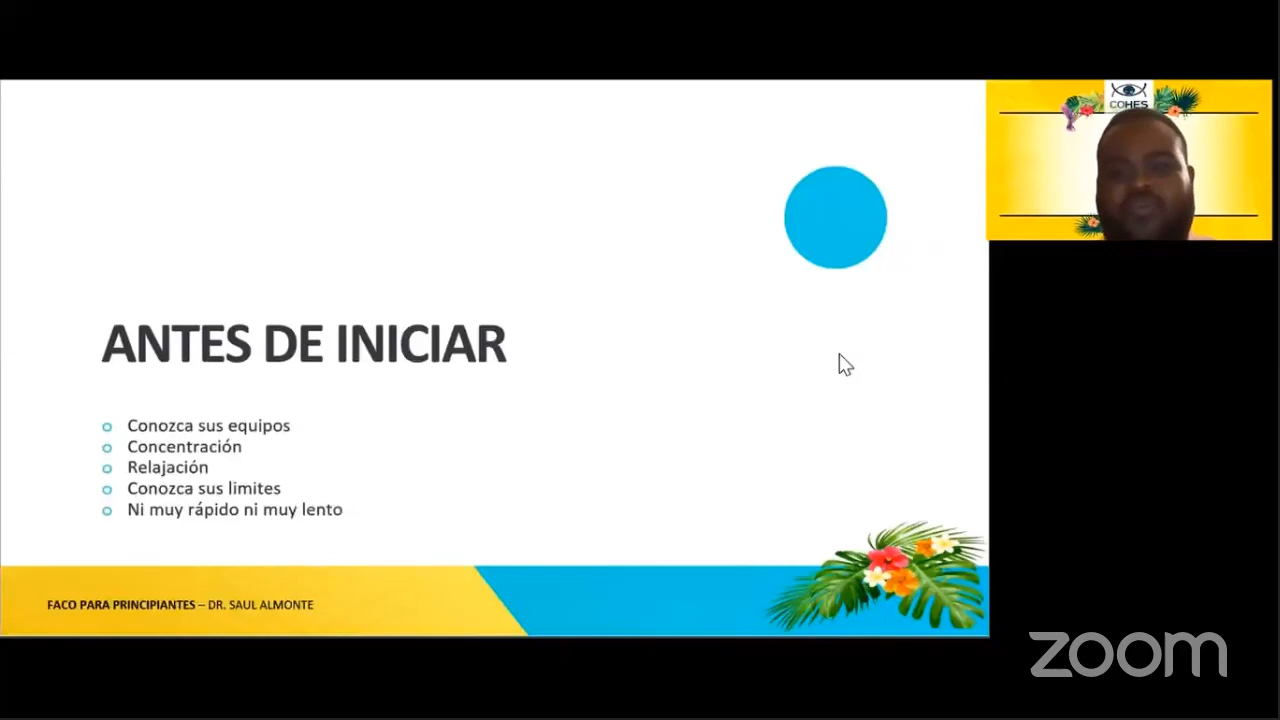 COHES
ANTES DE INICIAR
o Conozca sus equipos
o Concentración
o Relajación
o Conozca sus limites
o Ni muy rápido ni muy lento
FACO PARA PRINCIPIANTES – DR. SAUL ALMONTE
zoom